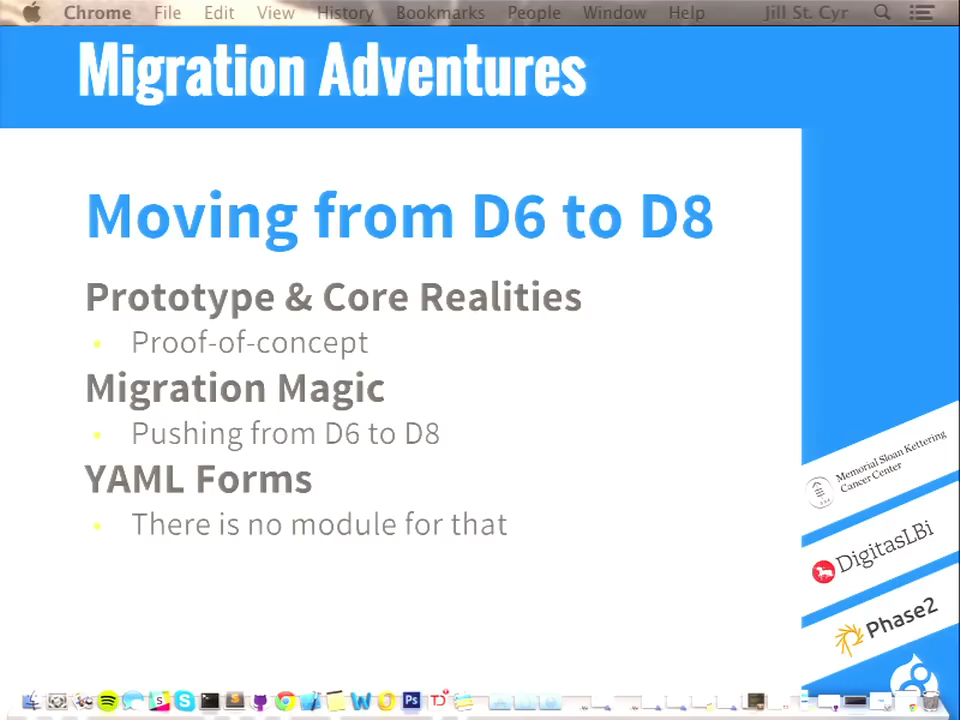 Chrome File Edit View History Bookmarks People Window Help Jill St. Cyr
Migration Adventures
Moving from D6 to D8
Prototype & Core Realities
• Proof-of-concept
Migration Magic
• Pushing from D6 to D8
YAML Forms
• There is no module for that
Memorial Sloan Kettering
Cancer Center
DigitasLBi
Phase2